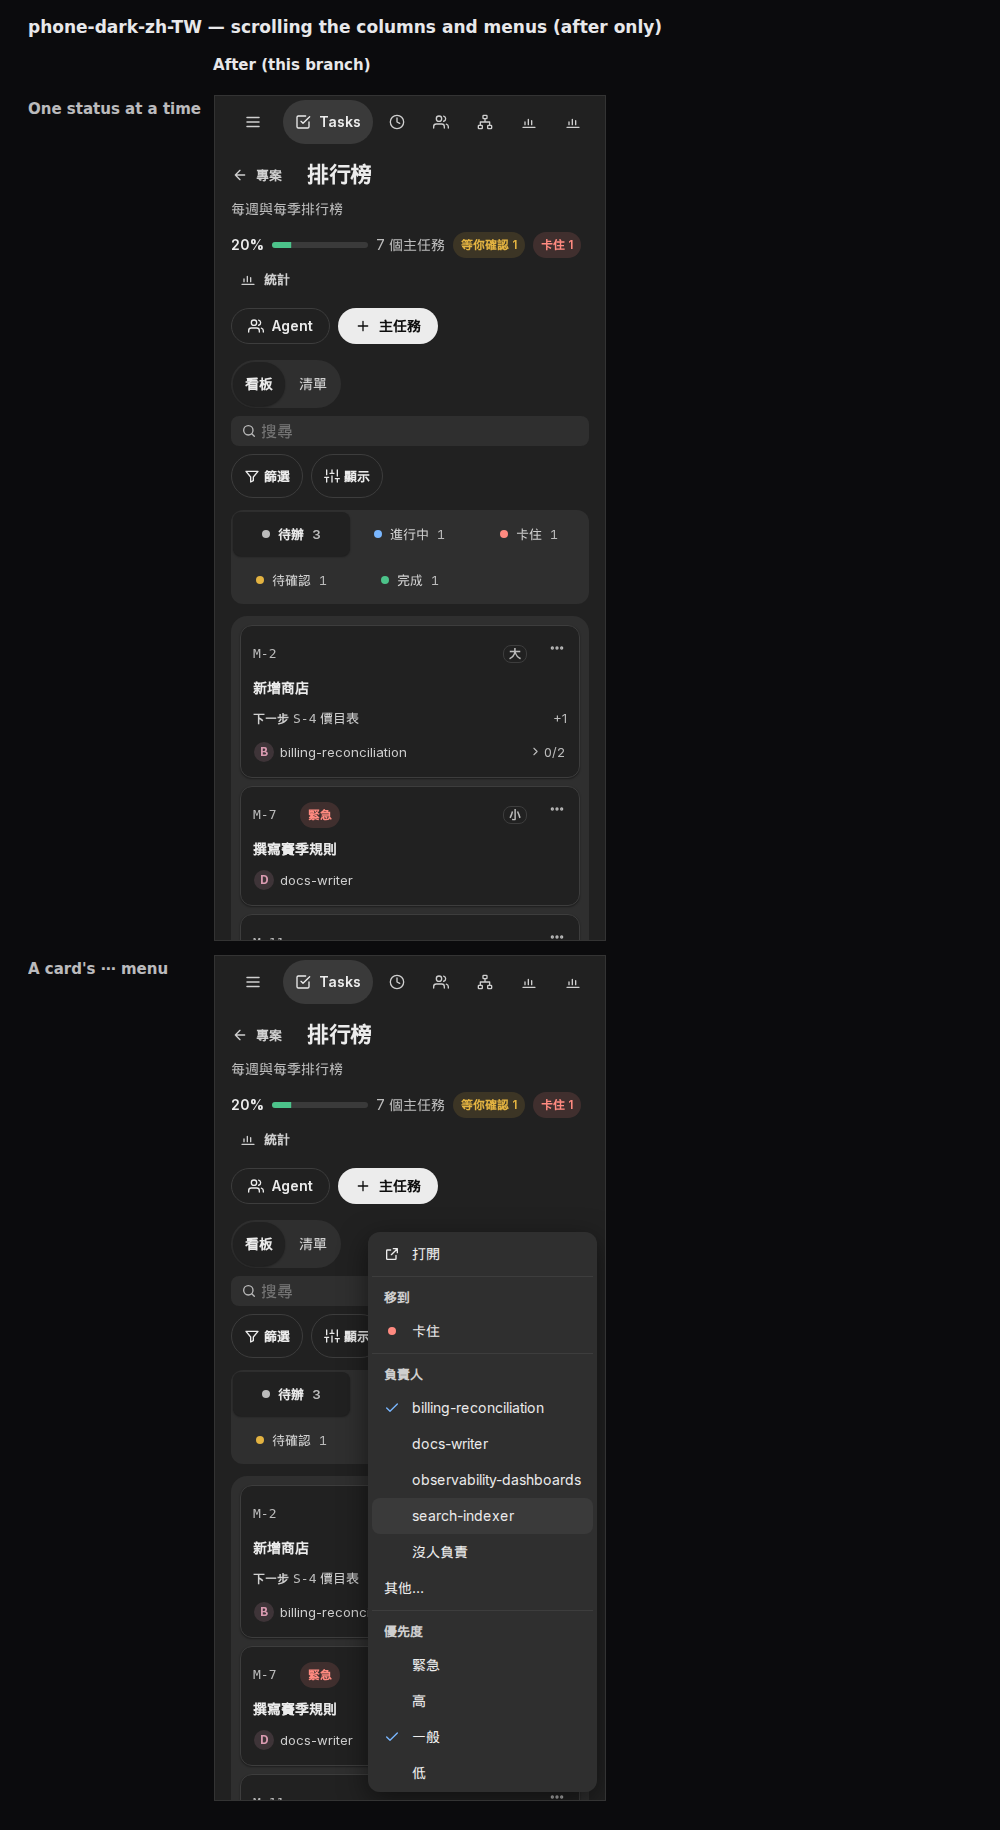 phone-dark-zh-TW — scrolling the columns and menus (after only)
After (this branch)
One status at a time
Tasks
專案 排行榜
每週與每季排行榜
20% 7 個主任務 等你確認 1 卡住 1
統計
Agent 主任務
看板 清單
搜尋
篩選 顯示
待辦 3 進行中 1 卡住 1
待確認 1 完成 1
M-2 大 •••
新增商店
下一步 S-4 價目表 +1
B billing-reconciliation 0/2
M-7 緊急 小 •••
撰寫賽季規則
D docs-writer
•••
A card's ⋯ menu
Tasks
專案 排行榜
每週與每季排行榜
20% 7 個主任務 等你確認 1 卡住 1
統計
Agent 主任務
看板 清單
搜尋
篩選 顯示
待辦 3
待確認 1
M-2
新增商店
下一步 S-4 價目表
B billing-reconc
M-7 緊急
撰寫賽季規則
D docs-writer
•••
打開
移到
卡住
負責人
billing-reconciliation
docs-writer
observability-dashboards
search-indexer
沒人負責
其他...
優先度
緊急
高
一般
低